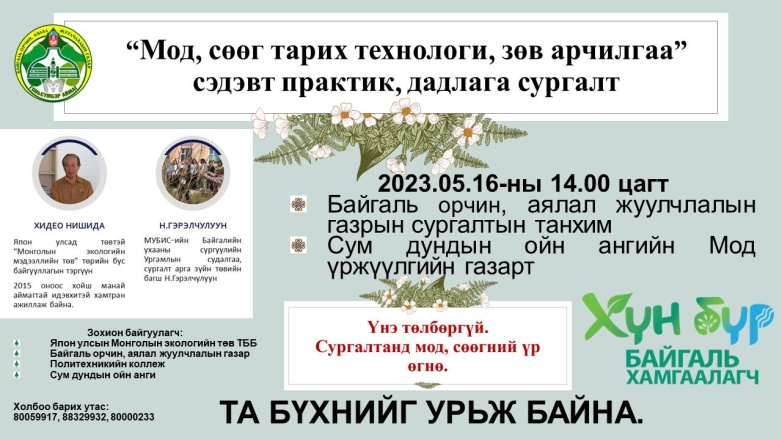 “Мод, сөөг тарих технологи, зөв арчилгаа”
сэдэвт практик, дадлага сургалт
ХИДЕО НИШИДА
Япон улсад төвтэй
“Монголын экологийн
мэдээллийн төв” төрийн бус
байгууллагын тэргүүн
2015 оноос хойш манай
аймагтай идэвхитэй хамтран
ажиллаж байна.
Н.ГЭРЭЛЧУЛУУН
МУБИС-ийн Байгалийн
ухааны сургуулийн
Ургамлын судалгаа,
сургалт арга зүйн төвийн
багш Н.Гэрэлчулуун
2023.05.16-ны 14.00 цагт
Байгаль орчин, аялал жуулчлалын
газрын сургалтын танхим
Сум дундын ойн ангийн Мод
үржүүлгийн газарт
Үнэ төлбөргүй.
Сургалтанд мод, сөөгний үр
өгнө.
Хүн бүр
БАЙГАЛЬ
ХАМГААЛАГЧ
Зохион байгуулагч:
Япон улсын Монголын экологийн төв ТББ
Байгаль орчин, аялал жуулчлалын газар
Политехникийн коллеж
Сум дундын ойн анги
Холбоо барих утас:
80059917, 88329932, 80000233
ТА БҮХНИЙГ УРЬЖ БАЙНА.